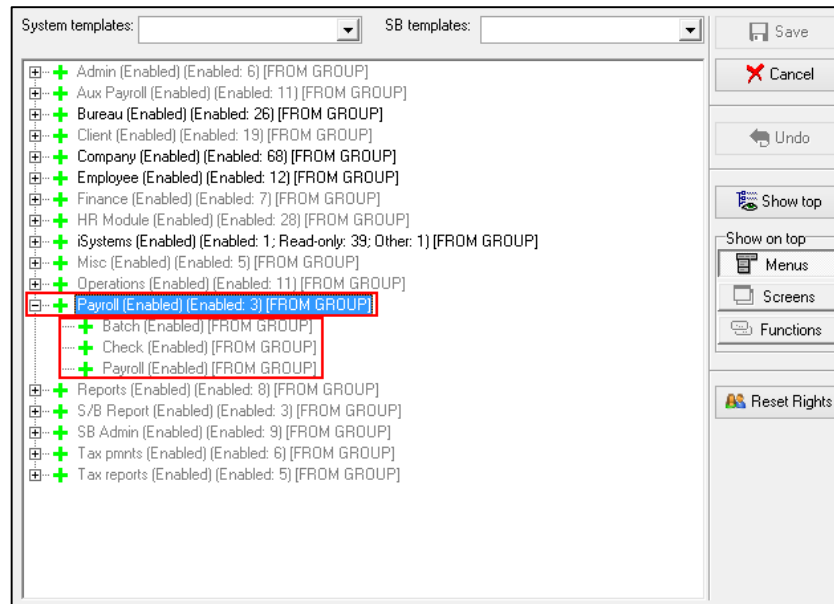 System templates: SB templates:
Save
Cancel
Undo
Show top
Show on top
Menus
Screens
Functions
Reset Rights
Admin (Enabled) (Enabled: 6) [FROM GROUP]
Aux Payroll (Enabled) (Enabled: 11) [FROM GROUP]
Bureau (Enabled) (Enabled: 26) [FROM GROUP]
Client (Enabled) (Enabled: 19) [FROM GROUP]
Company (Enabled) (Enabled: 68) [FROM GROUP]
Employee (Enabled) (Enabled: 12) [FROM GROUP]
Finance (Enabled) (Enabled: 7) [FROM GROUP]
HR Module (Enabled) (Enabled: 28) [FROM GROUP]
iSystems (Enabled) (Enabled: 1; Read-only: 39; Other: 1) [FROM GROUP]
Misc (Enabled) (Enabled: 5) [FROM GROUP]
Operations (Enabled) (Enabled: 11) [FROM GROUP]
Payroll (Enabled) (Enabled: 3) [FROM GROUP]
Batch (Enabled) [FROM GROUP]
Check (Enabled) [FROM GROUP]
Payroll (Enabled) [FROM GROUP]
Reports (Enabled) (Enabled: 8) [FROM GROUP]
S/B Report (Enabled) (Enabled: 3) [FROM GROUP]
SB Admin (Enabled) (Enabled: 9) [FROM GROUP]
Tax pmnts (Enabled) (Enabled: 6) [FROM GROUP]
Tax reports (Enabled) (Enabled: 5) [FROM GROUP]